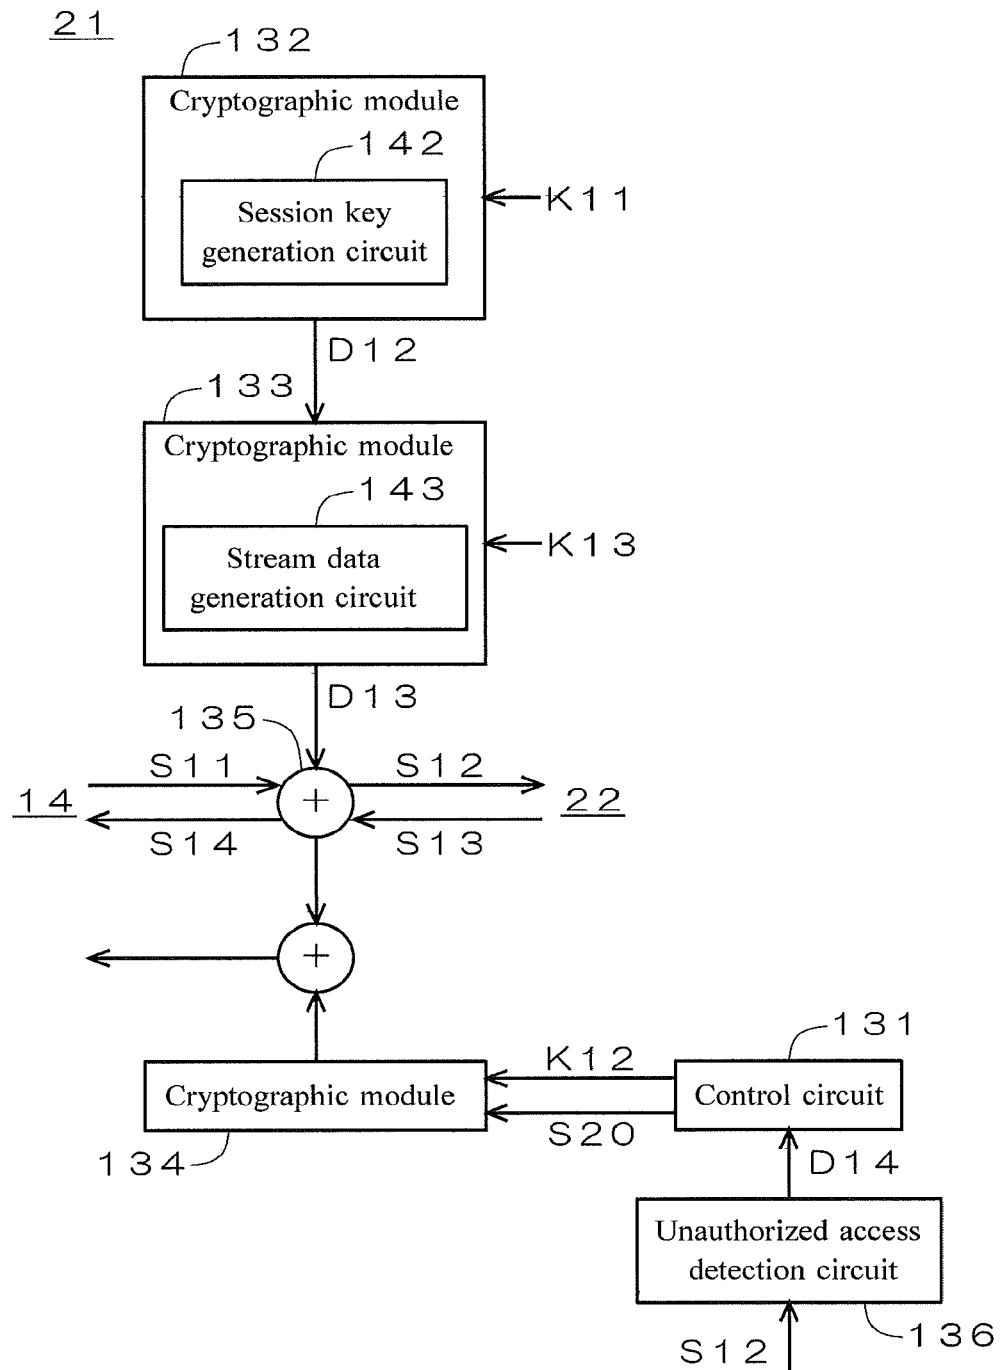 21
132
Cryptographic module
142
Session key
generation circuit
K11
D12
133
Cryptographic module
143
Stream data
generation circuit
K13
D13
135
S11
S12
14
22
S14
S13
+
+
131
K12
Cryptographic module
Control circuit
S20
134
D14
Unauthorized access
detection circuit
136
S12